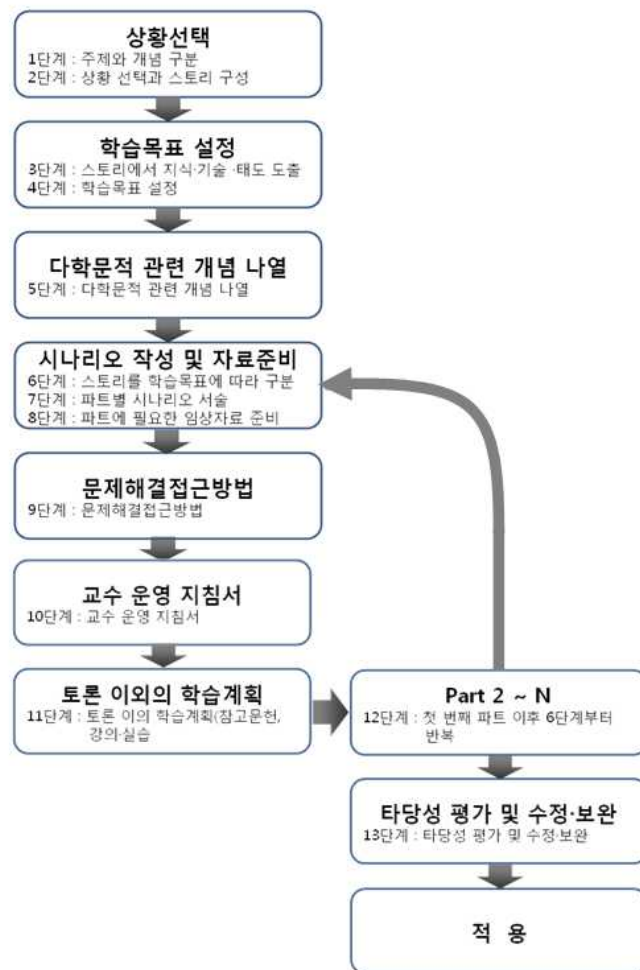 상황선택
1단계 : 주제와 개념 구분
2단계 : 상황 선택과 스토리 구성
학습목표 설정
3단계 : 스토리에서 지식·기술 ·태도 도출
4단계 : 학습목표 설정
다학문적 관련 개념 나열
5단계 : 다학문적 관련 개념 나열
시나리오 작성 및 자료준비
6단계 : 스토리를 학습목표에 따라 구분
7단계 : 파트별 시나리오 서술
8단계 : 파트에 필요한 임상자료 준비
문제해결접근방법
9단계 : 문제해결접근방법
교수 운영 지침서
10단계 : 교수 운영 지침서
토론 이외의 학습계획
11단계 : 토론 이의 학습계획(참고문헌,
강의·실습
Part 2 ~ N
12단계 : 첫 번째 파트 이후 6단계부터
반복
타당성 평가 및 수정·보완
13단계 : 타당성 평가 및 수정·보완
적 용